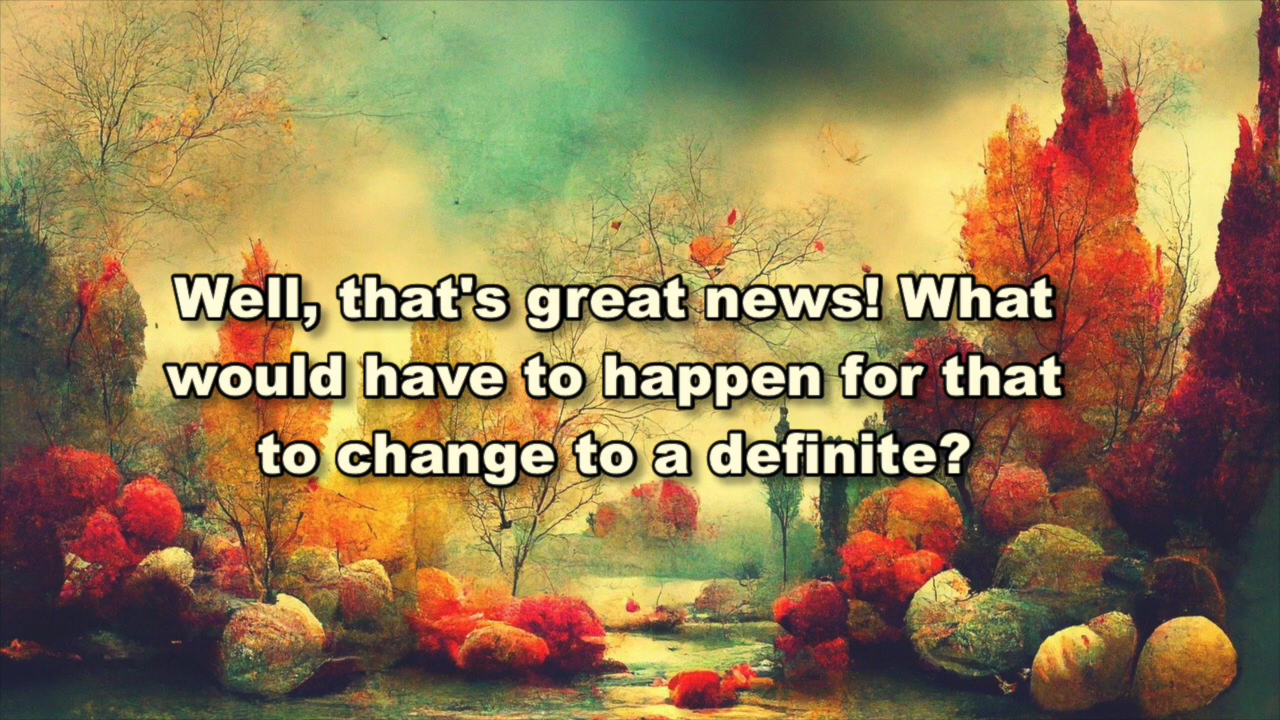 Well, that's great news! What
would have to happen for that
to change to a definite?